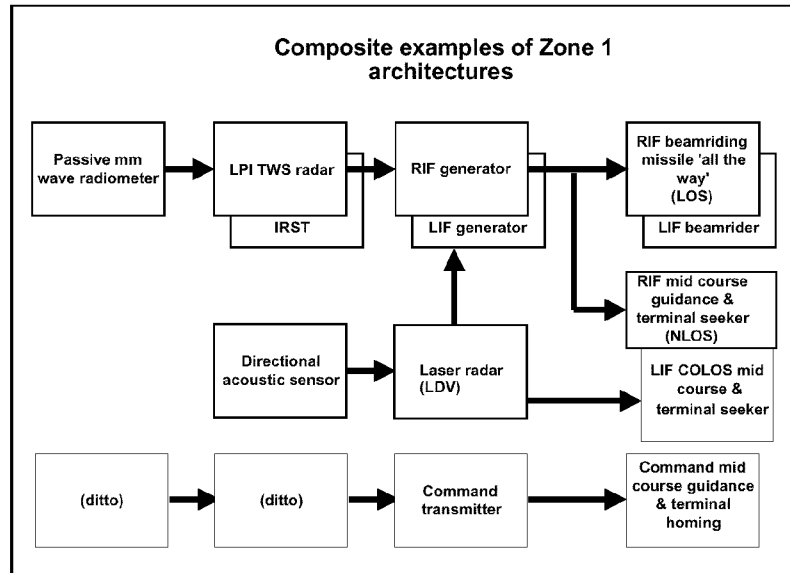 Composite examples of Zone 1
architectures
Passive mm
wave radiometer
LPI TWS radar
IRST
RIF generator
LIF generator
RIF beamriding
missile 'all the
way'
(LOS)
LIF beamrider
RIF mid course
guidance &
terminal seeker
(NLOS)
Directional
acoustic sensor
Laser radar
(LDV)
LIF COLOS mid
course &
terminal seeker
(ditto)
(ditto)
Command
transmitter
Command mid
course guidance
& terminal
homing